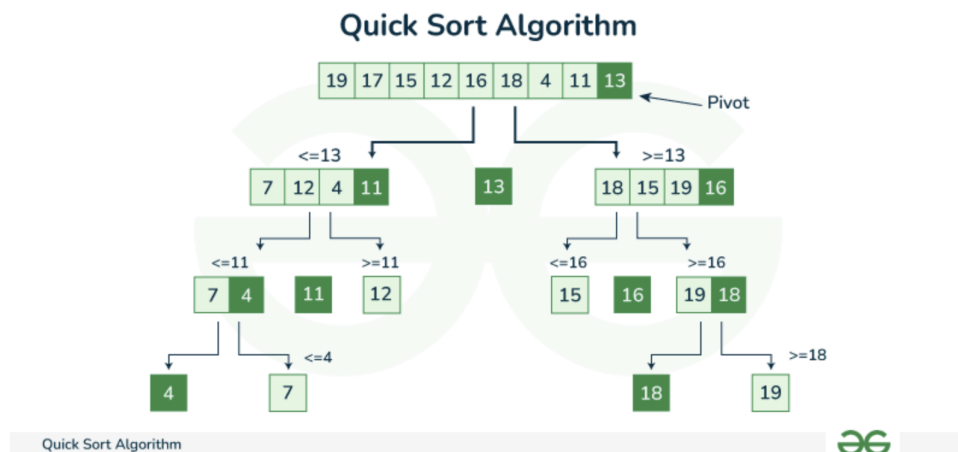 Quick Sort Algorithm
19 17 15 12 16 18 4 11 13
Pivot
<=13 >=13
7 12 4 11 13 18 15 19 16
<=11 >=11 <=16 >=16
7 4 11 12 15 16 19 18
<=4 >=18
4 7 18 19
Quick Sort Algorithm